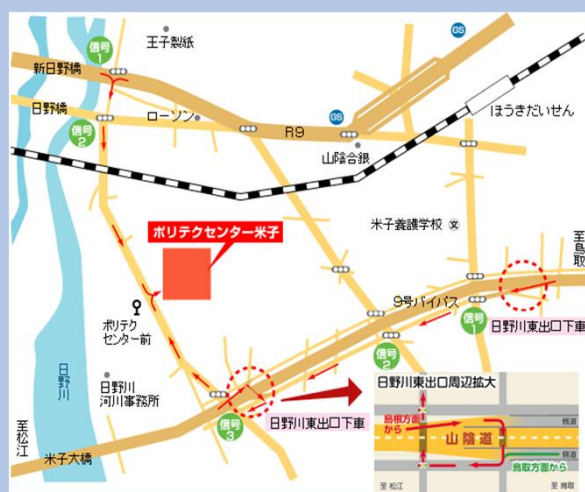 王子製紙
信号
1
GS
新日野橋
日野橋
ローソン
信号
2
R9
GS
山陰合銀
ほうきだいせん
ポリテクセンター米子
米子養護学校
文
至鳥取
9号バイパス
信号
1
日野川東出口下車
ポリテク
センター前
信号
2
日野川
日野川
河川事務所
信号
3
日野川東出口下車
至松江
米子大橋
日野川東出口周辺拡大
島根方面
から
山陰道
側道
側道
鳥取方面から
至 松江
至 鳥取